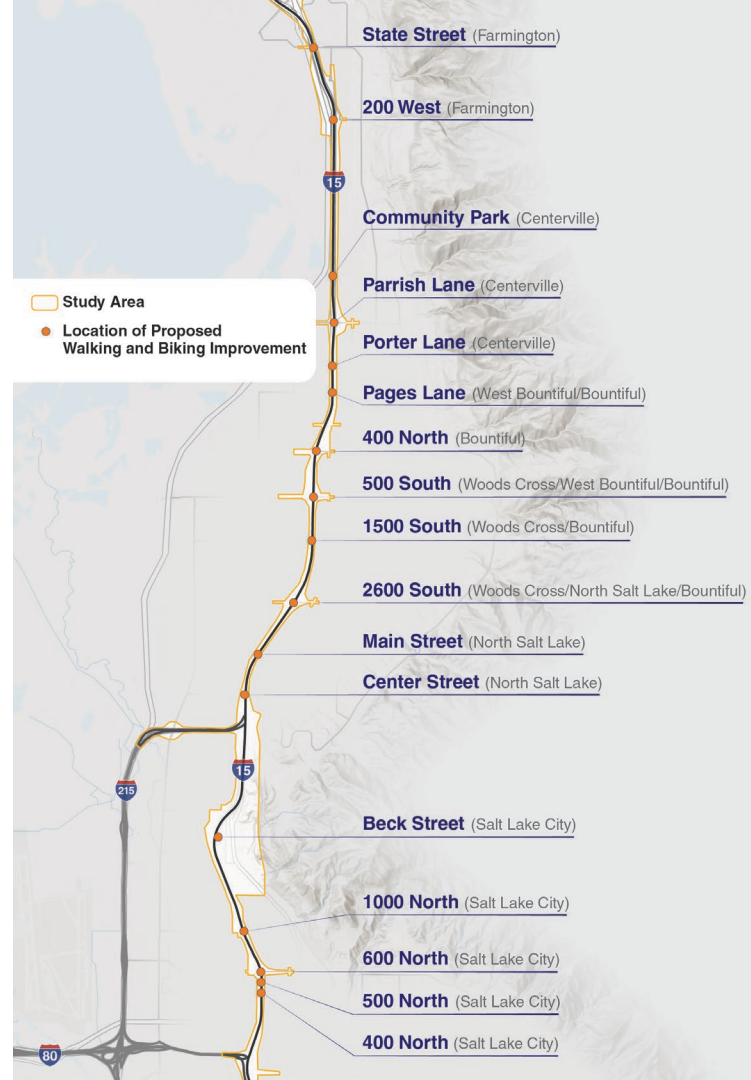 State Street (Farmington)
200 West (Farmington)
15
Community Park (Centerville)
Parrish Lane (Centerville)
Study Area
Location of Proposed
Walking and Biking Improvement
Porter Lane (Centerville)
Pages Lane (West Bountiful/Bountiful)
400 North (Bountiful)
500 South (Woods Cross/West Bountiful/Bountiful)
1500 South (Woods Cross/Bountiful)
2600 South (Woods Cross/North Salt Lake/Bountiful)
Main Street (North Salt Lake)
Center Street (North Salt Lake)
15
215
Beck Street (Salt Lake City)
1000 North (Salt Lake City)
600 North (Salt Lake City)
500 North (Salt Lake City)
400 North (Salt Lake City)
80